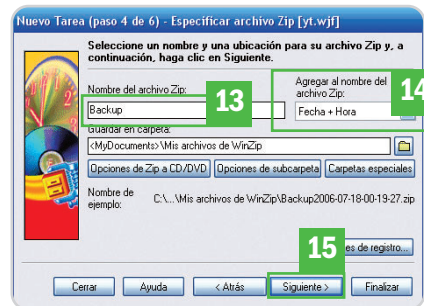 Nuevo Tarea (paso 4 de 6) - Especificar archivo Zip [yt.wjf]
Seleccione un nombre y una ubicación para su archivo Zip y, a
continuación, haga clic en Siguiente.
Nombre del archivo Zip:
13
Agregar al nombre del
archivo Zip:
14
Backup
Fecha + Hora
Guardar en carpeta:
<MyDocuments>\Mis archivos de WinZip
Opciones de Zip a CD/DVD
Opciones de subcarpeta
Carpetas especiales
Nombre de
ejemplo:
C:\...\Mis archivos de WinZip\Backup2006-07-18-00-19-27.zip
15
de registro...
Cerrar
Ayuda
< Atrás
Siguiente >
Finalizar